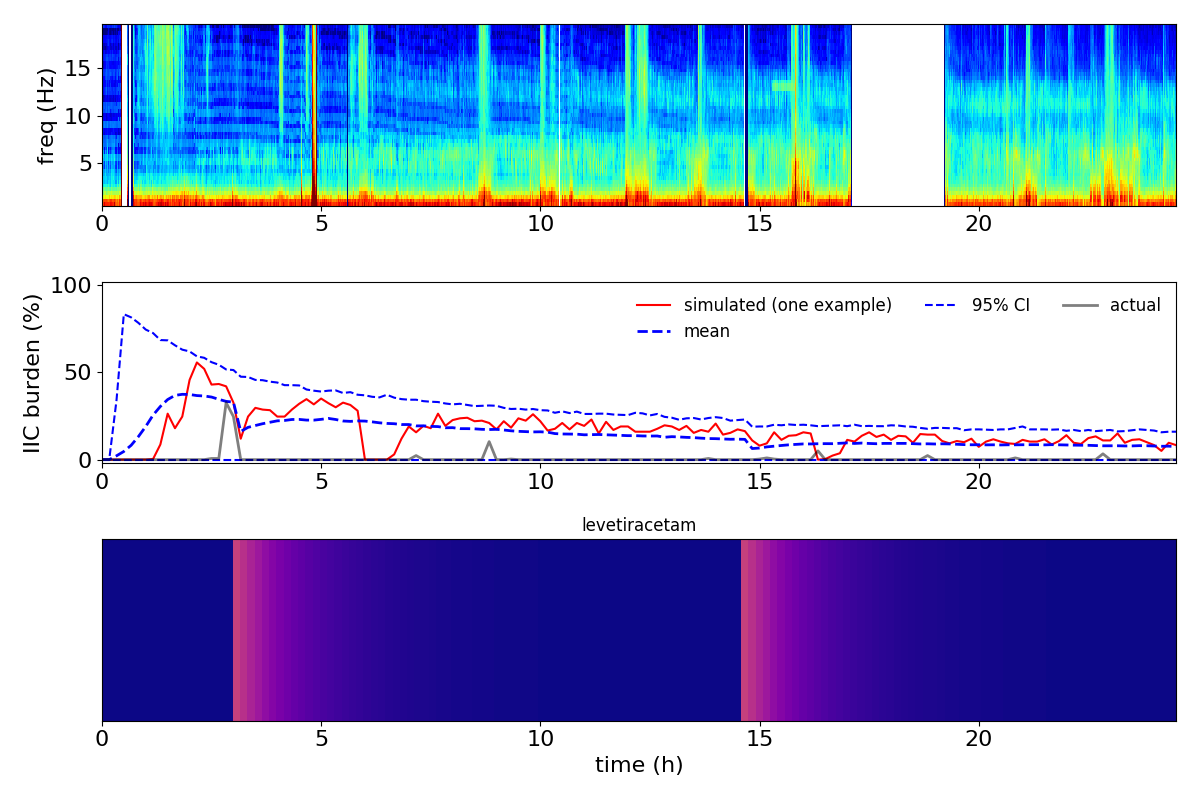 15
10
5
freq (Hz)
0 5 10 15 20
100
50
0
IIC burden (%)
simulated (one example) 95% CI actual
mean
0 5 10 15 20
levetiracetam
0 5 10 15 20
time (h)